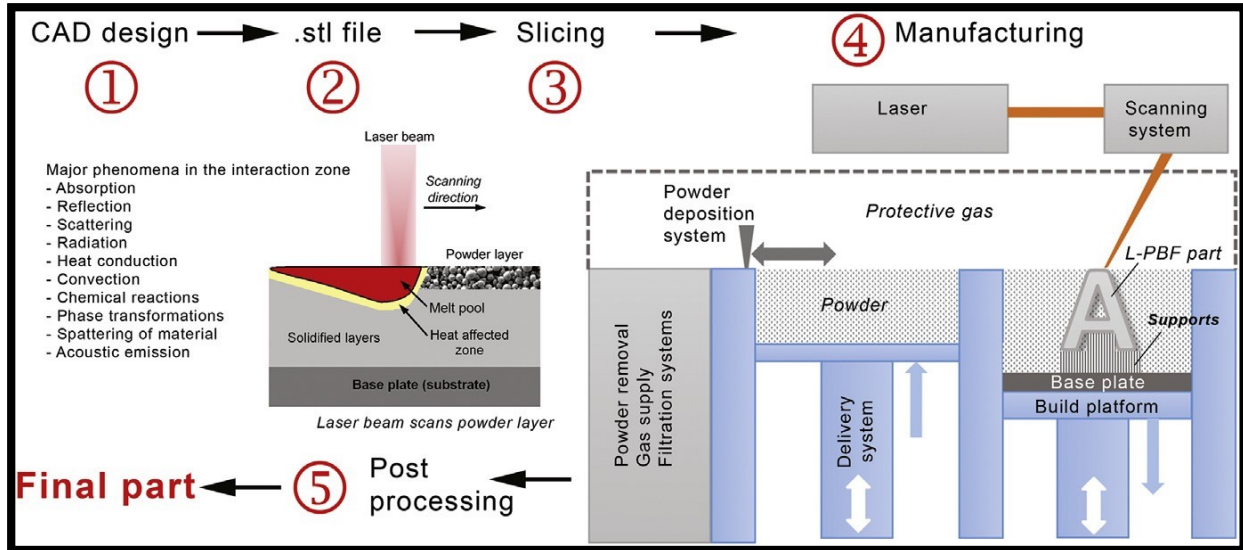 CAD design
.stl file
Slicing
④ Manufacturing
①
②
③
Laser beam
Scanning
direction
Major phenomena in the interaction zone
- Absorption
- Reflection
- Scattering
- Radiation
- Heat conduction
- Convection
- Chemical reactions
- Phase transformations
- Spattering of material
- Acoustic emission
Powder layer
Melt pool
Heat affected
zone
Solidified layers
Base plate (substrate)
Laser beam scans powder layer
Laser
Scanning
system
Powder
deposition
system
Protective gas
L-PBF part
Powder
Supports
Base plate
Build platform
Powder removal
Gas supply
Filtration systems
Delivery
system
Final part
⑤
Post
processing